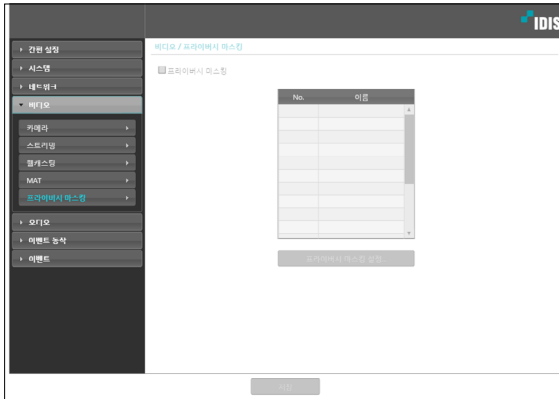 IDIS
간편 설정
시스템
네트워크
비디오
카메라
스트리밍
웹캐스팅
MAT
프라이버시 마스킹
오디오
이벤트 동작
이벤트
비디오 / 프라이버시 마스킹
프라이버시 마스킹
No. 이름
프라이버시 마스킹 설정
저장